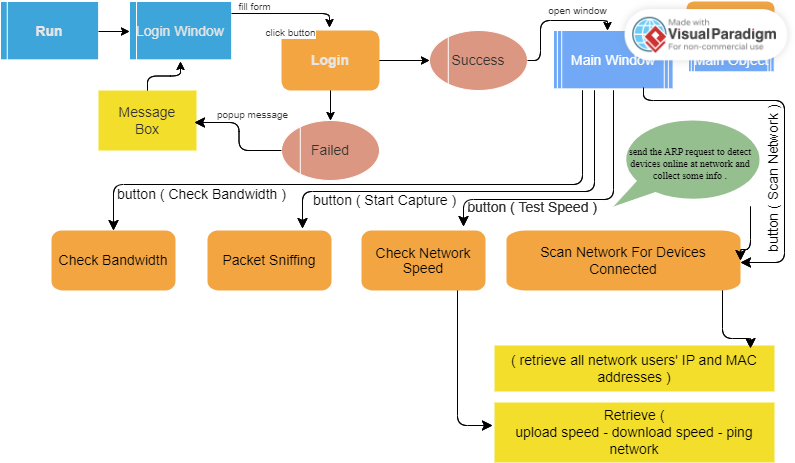 fill form
open window
Made with
VisualParadigm
For non-commercial use
Run
Login Window
click button
Login
Success
Main Window
Main Object
Message
Box
popup message
Failed
send the ARP request to detect
devices online at network and
collect some info .
button ( Scan Network )
button ( Check Bandwidth )
button ( Start Capture )
button ( Test Speed )
Check Bandwidth
Packet Sniffing
Check Network
Speed
Scan Network For Devices
Connected
( retrieve all network users' IP and MAC
addresses )
Retrieve (
upload speed - download speed - ping
network